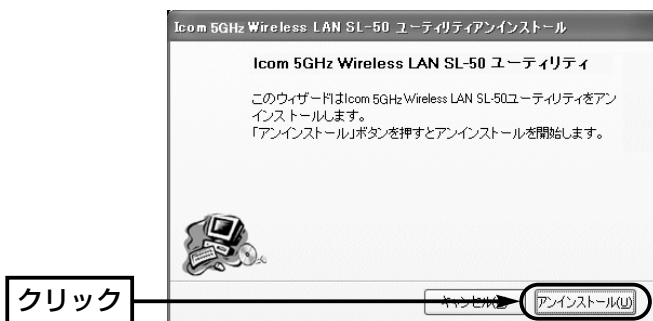 Icom 5GHz Wireless LAN SL-50 ユーティリティアンインストール
Icom 5GHz Wireless LAN SL-50 ユーティリティ
このウィザードはIcom 5GHz Wireless LAN SL-50ユーティリティをアン
インストールします。
「アンインストール」ボタンを押すとアンインストールを開始します。
クリック
キャンセル
アンインストール(U)